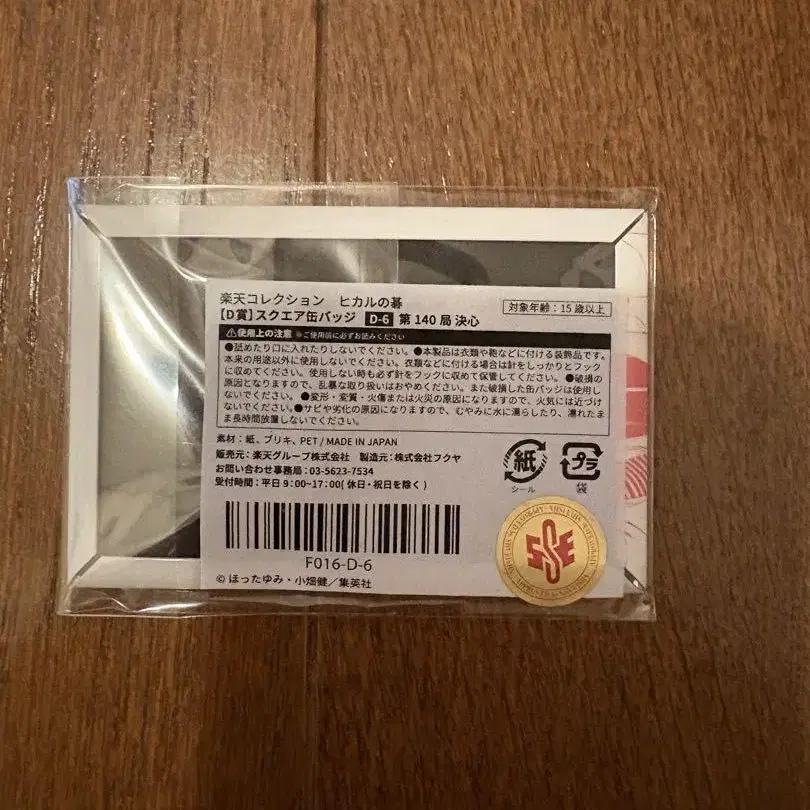 楽天コレクション ヒカルの碁
【D賞】スクエア缶バッジ D-6 第140局 決心
対象年齢：15歳以上
⚠使用上の注意 ※ご使用前に必ずお読みください
●舐めたり口に入れたりしないでください。●本製品は衣類や鞄などに付ける装飾品です。
本来の用途以外に使用しないでください。衣類などに付ける場合は針をしっかりとフック
に収めてください。使用しない時も必ず針をフックに収めて保管してください。●破損の
原因となりますので、乱暴な取り扱いはおやめください。また破損した缶バッジは使用し
ないでください。●変形・変質・火傷または火災の原因になりますので、火気には近づけ
ないでください。●サビや劣化の原因になりますので、むやみに水に濡らしたり、濡れたま
ま長時間放置しないでください。
素材：紙、ブリキ、PET / MADE IN JAPAN
販売元：楽天グループ株式会社 製造元：株式会社フクヤ
お問い合わせ事務局：03-5623-7534
受付時間：平日 9：00~17：00( 休日・祝日を除く )
紙
シール
プラ
袋
F016-D-6
© ほったゆみ・小畑健／集英社
SSE